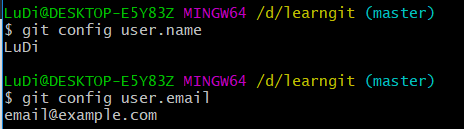 LuDi@DESKTOP-E5Y83Z MINGW64 /d/learngit (master)
$ git config user.name
LuDi
LuDi@DESKTOP-E5Y83Z MINGW64 /d/learngit (master)
$ git config user.email
email@example.com